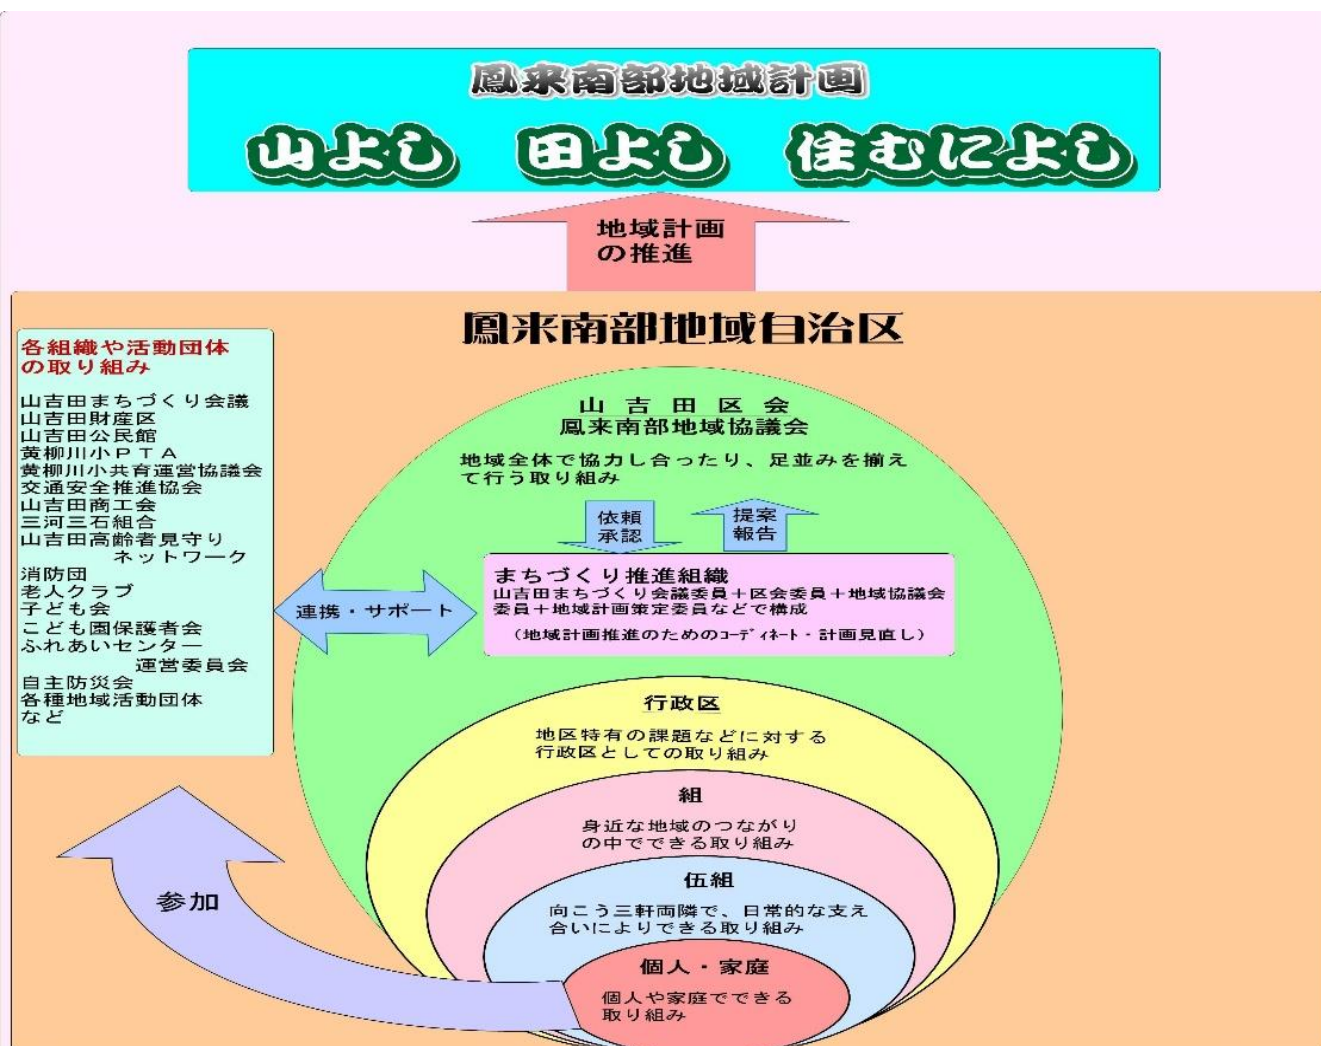 鳳来南部地域計画
山よし 田よし 住むによし
地域計画
の推進
鳳来南部地域自治区
各組織や活動団体
の取り組み
山吉田まちづくり会議
山吉田財産区
山吉田公民館
黄柳川小PTA
黄柳川小共育運営協議会
交通安全推進協会
山吉田商工会
三河三石組合
山吉田高齢者見守り
ネットワーク
消防団
老人クラブ
子ども会
こども園保護者会
ふれあいセンター
運営委員会
自主防災会
各種地域活動団体
など
山吉田区会
鳳来南部地域協議会
地域全体で協力し合ったり、足並みを揃え
て行う取り組み
依頼
承認
提案
報告
まちづくり推進組織
山吉田まちづくり会議委員+区会委員+地域協議会
委員+地域計画策定委員などで構成
(地域計画推進のためのコーディネート・計画見直し)
連携・サポート
行政区
地区特有の課題などに対する
行政区としての取り組み
組
身近な地域のつながり
の中でできる取り組み
伍組
向こう三軒両隣で、日常的な支え
合いによりできる取り組み
個人・家庭
個人や家庭でできる
取り組み
参加